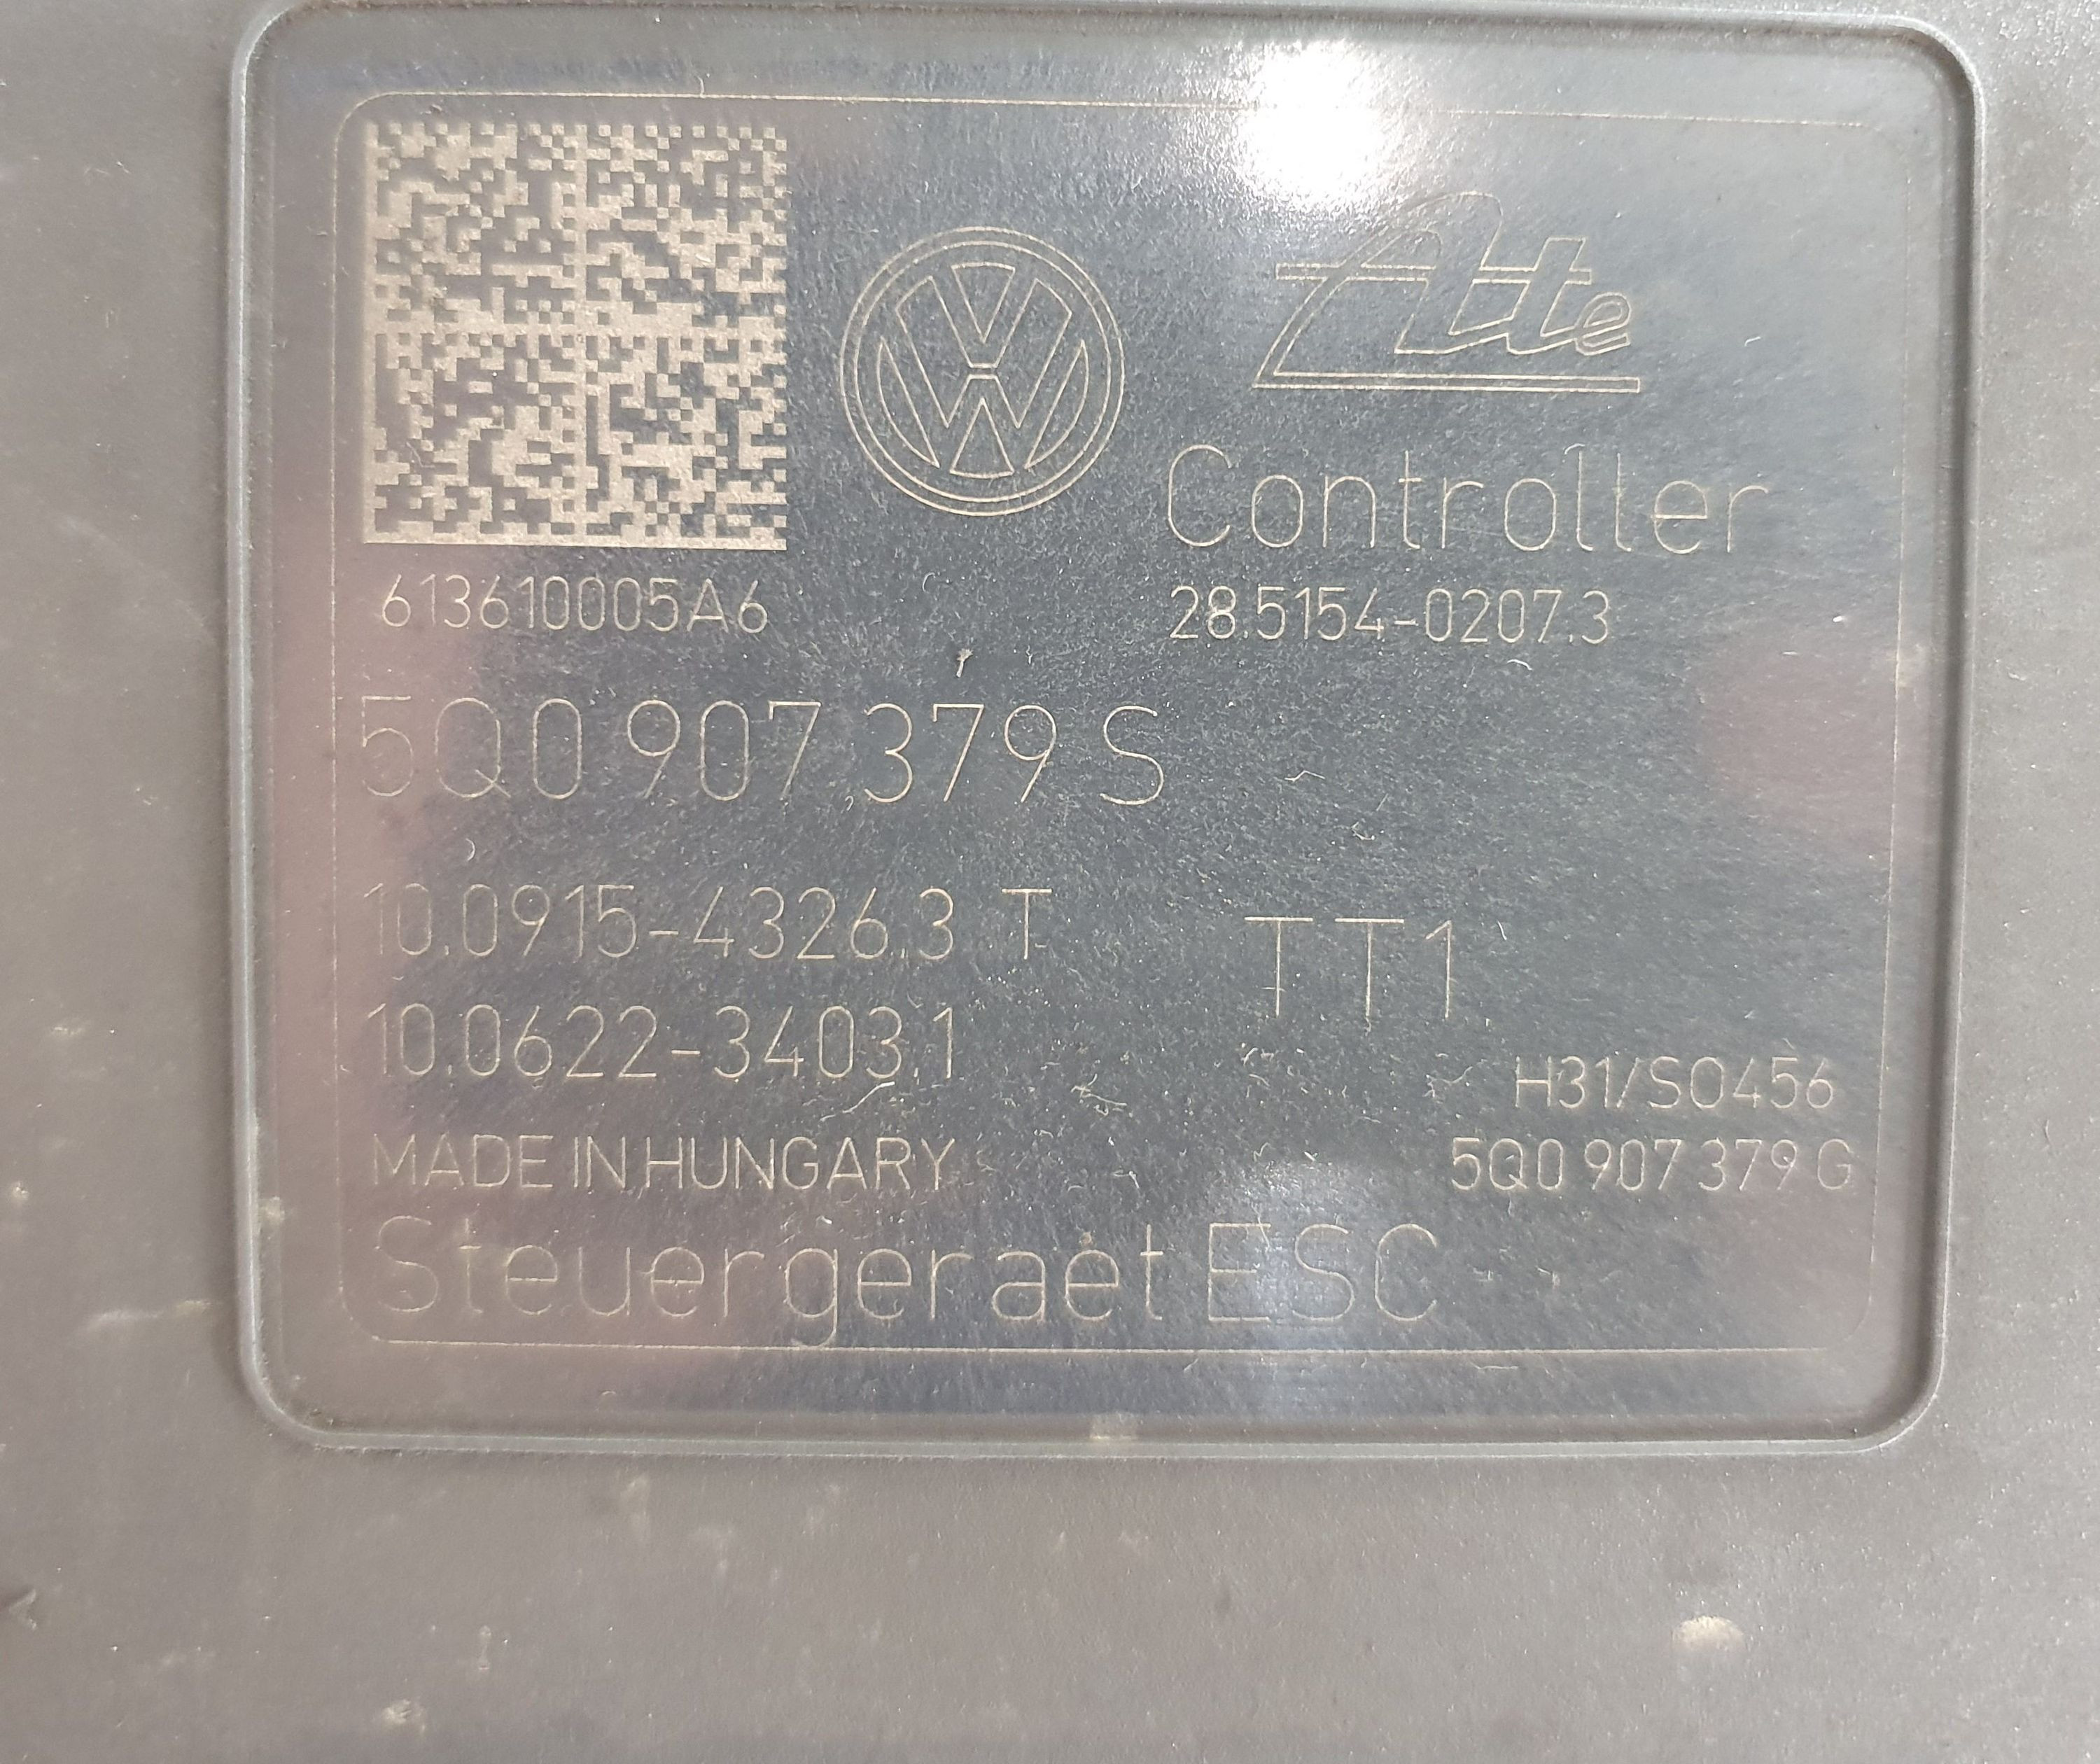 Ate
Controller
613610005A6
28.5154-0207.3
5Q0 907 379 S
10.0915-4326.3 T
TT1
10.0622-3403.1
H31/SO456
MADE IN HUNGARY
5Q0 907 379 G
Steuergeraet ESC